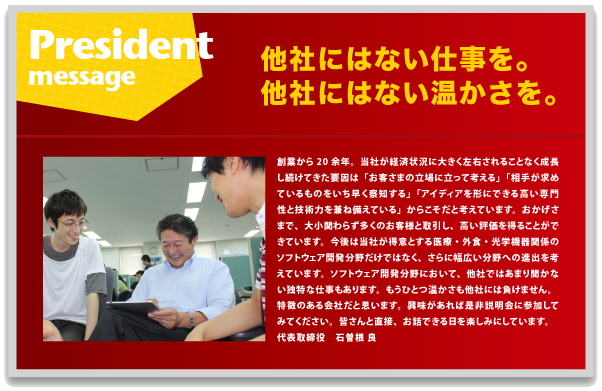 President
message
他社にはない仕事を。
他社にはない温かさを。
創業から 20 余年。当社が経済状況に大きく左右されることなく成長
し続けてきた要因は「お客さまの立場に立って考える」「相手が求め
ているものをいち早く察知する」「アイディアを形にできる高い専門
性と技術力を兼ね備えている」からこそだと考えています。おかげさ
まで、大小関わらず多くのお客様と取引し、高い評価を得ることがで
きています。今後は当社が得意とする医療・外食・光学機器関係の
ソフトウェア開発分野だけではなく、さらに幅広い分野への進出を考
えています。ソフトウェア開発分野において、他社ではあまり聞かな
い独特な仕事もあります。もうひとつ温かさも他社には負けません。
特徴のある会社だと思います。興味があれば是非説明会に参加して
みてください。皆さんと直接、お話できる日を楽しみにしています。
代表取締役　石曽根 良